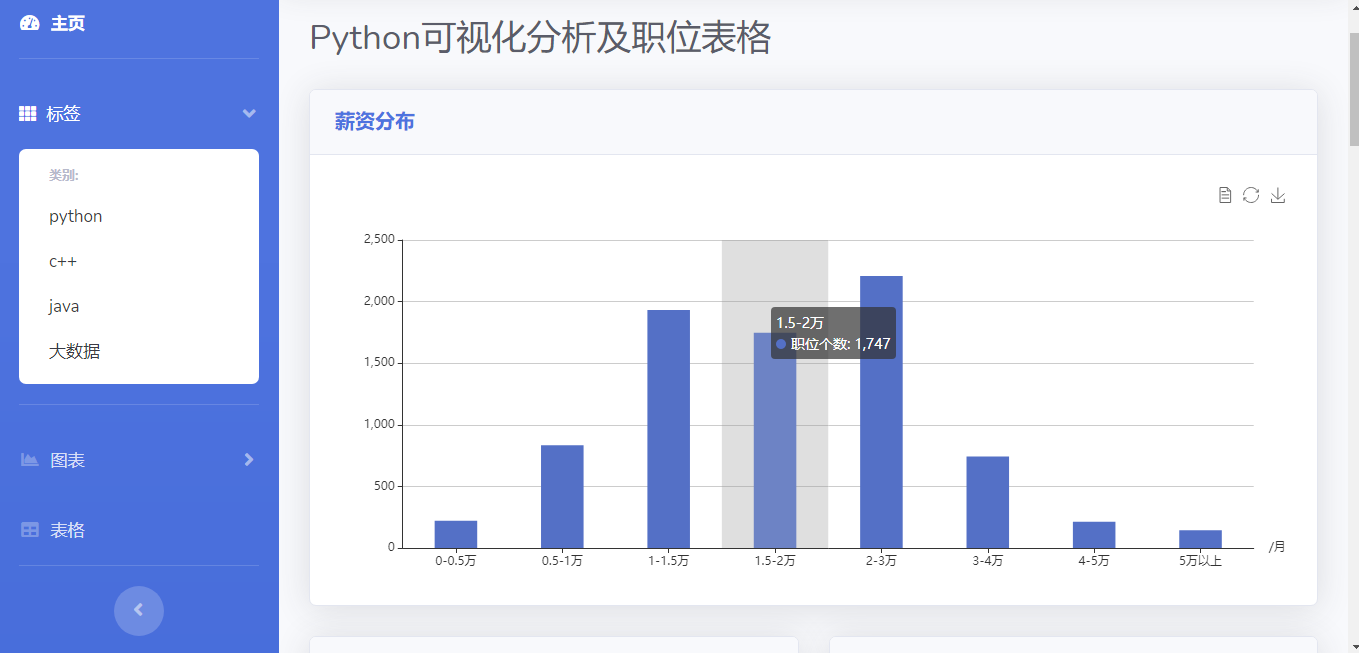 主页
标签
类别:
python
c++
java
大数据
图表
表格
Python可视化分析及职位表格
薪资分布
2,500
2,000
1,500
1,000
500
0
1.5-2万
职位个数: 1,747
0-0.5万 0.5-1万 1-1.5万 1.5-2万 2-3万 3-4万 4-5万 5万以上 /月